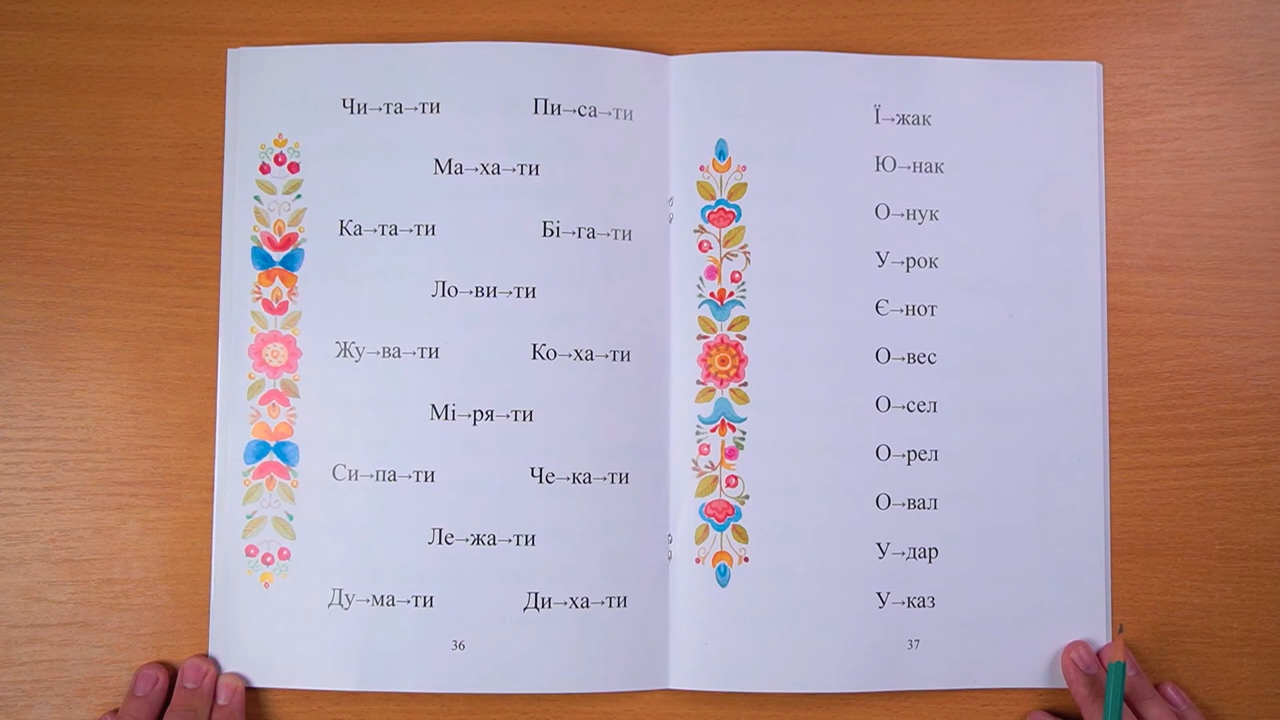 Чи→та→ти Пи→са→ти
Ма→ха→ти
Ка→та→ти Бі→га→ти
Ло→ви→ти
Жу→ва→ти Ко→ха→ти
Мі→ря→ти
Си→па→ти Че→ка→ти
Ле→жа→ти
Ду→ма→ти Ди→ха→ти
36
Ї→жак
Ю→нак
О→нук
У→рок
Є→нот
О→вес
О→сел
О→рел
О→вал
У→дар
У→каз
37